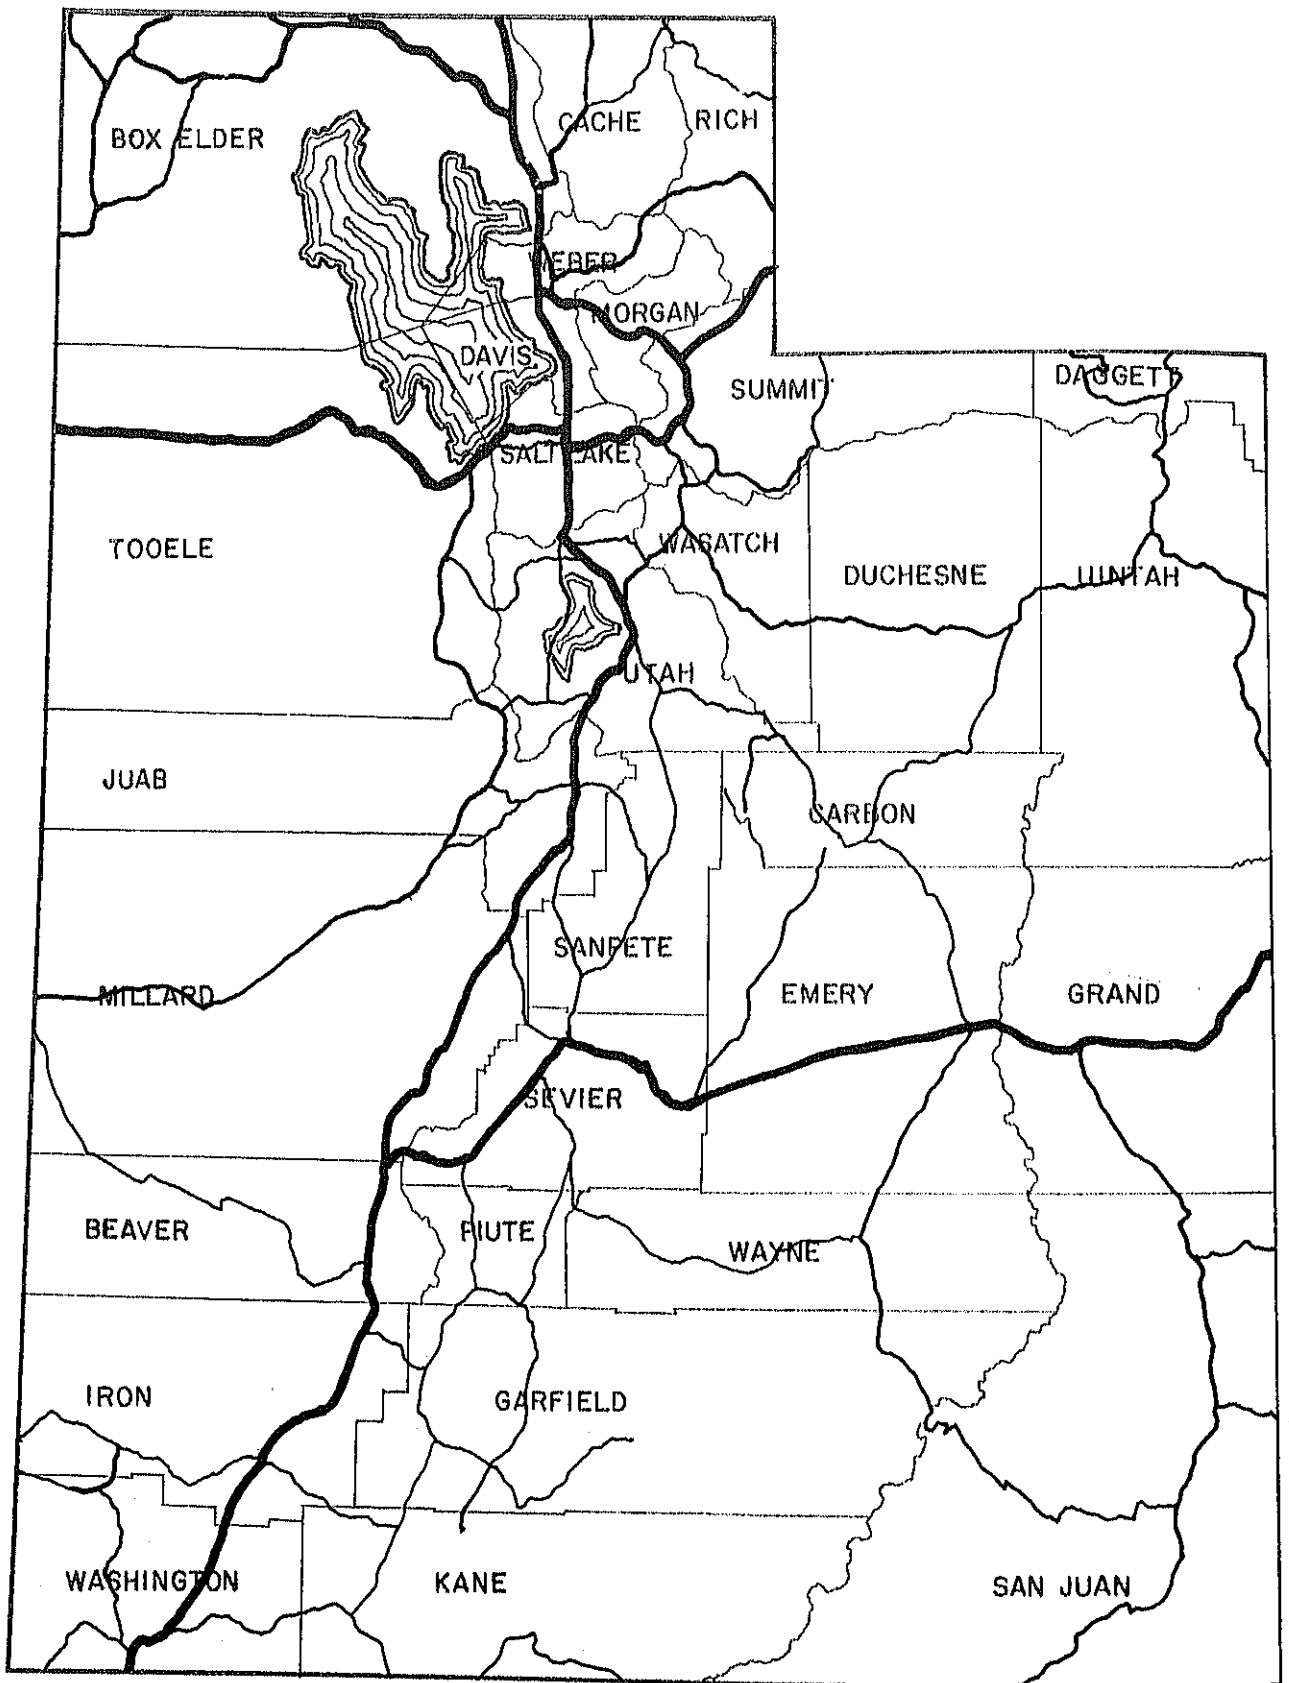 BOX ELDER
CACHE
RICH
WEBER
MORGAN
DAVIS
SUMMIT
DAGGETT
SALT LAKE
TOOELE
WASATCH
DUCHESNE
UINTAH
UTAH
JUAB
CARBON
SANPETE
MILLARD
EMERY
GRAND
SEVIER
BEAVER
PIUTE
WAYNE
IRON
GARFIELD
WASHINGTON
KANE
SAN JUAN